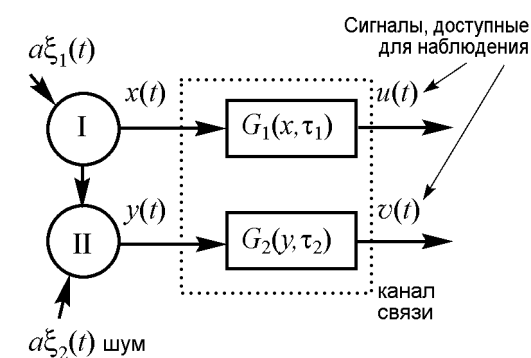 Сигналы, доступные
для наблюдения
aξ₁(t)
x(t)
u(t)
I
G₁(x,τ₁)
y(t)
v(t)
II
G₂(y,τ₂)
канал
связи
aξ₂(t) шум